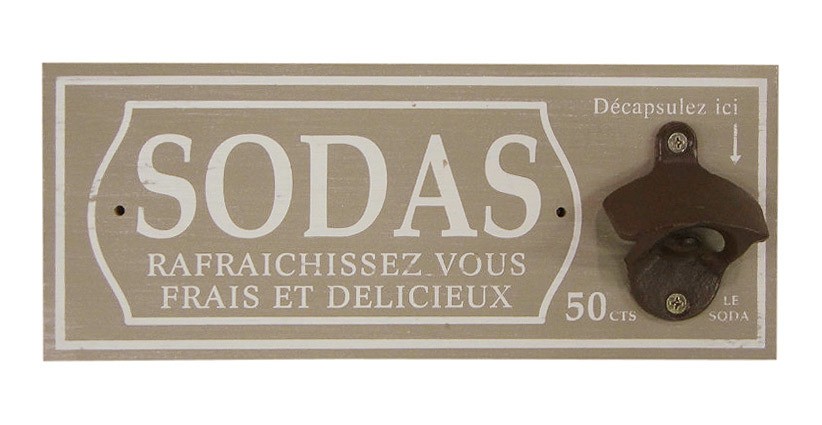 Décapsulez ici
SODAS
RAFRAICHISSEZ VOUS
FRAIS ET DELICIEUX
50 CTS
LE
SODA